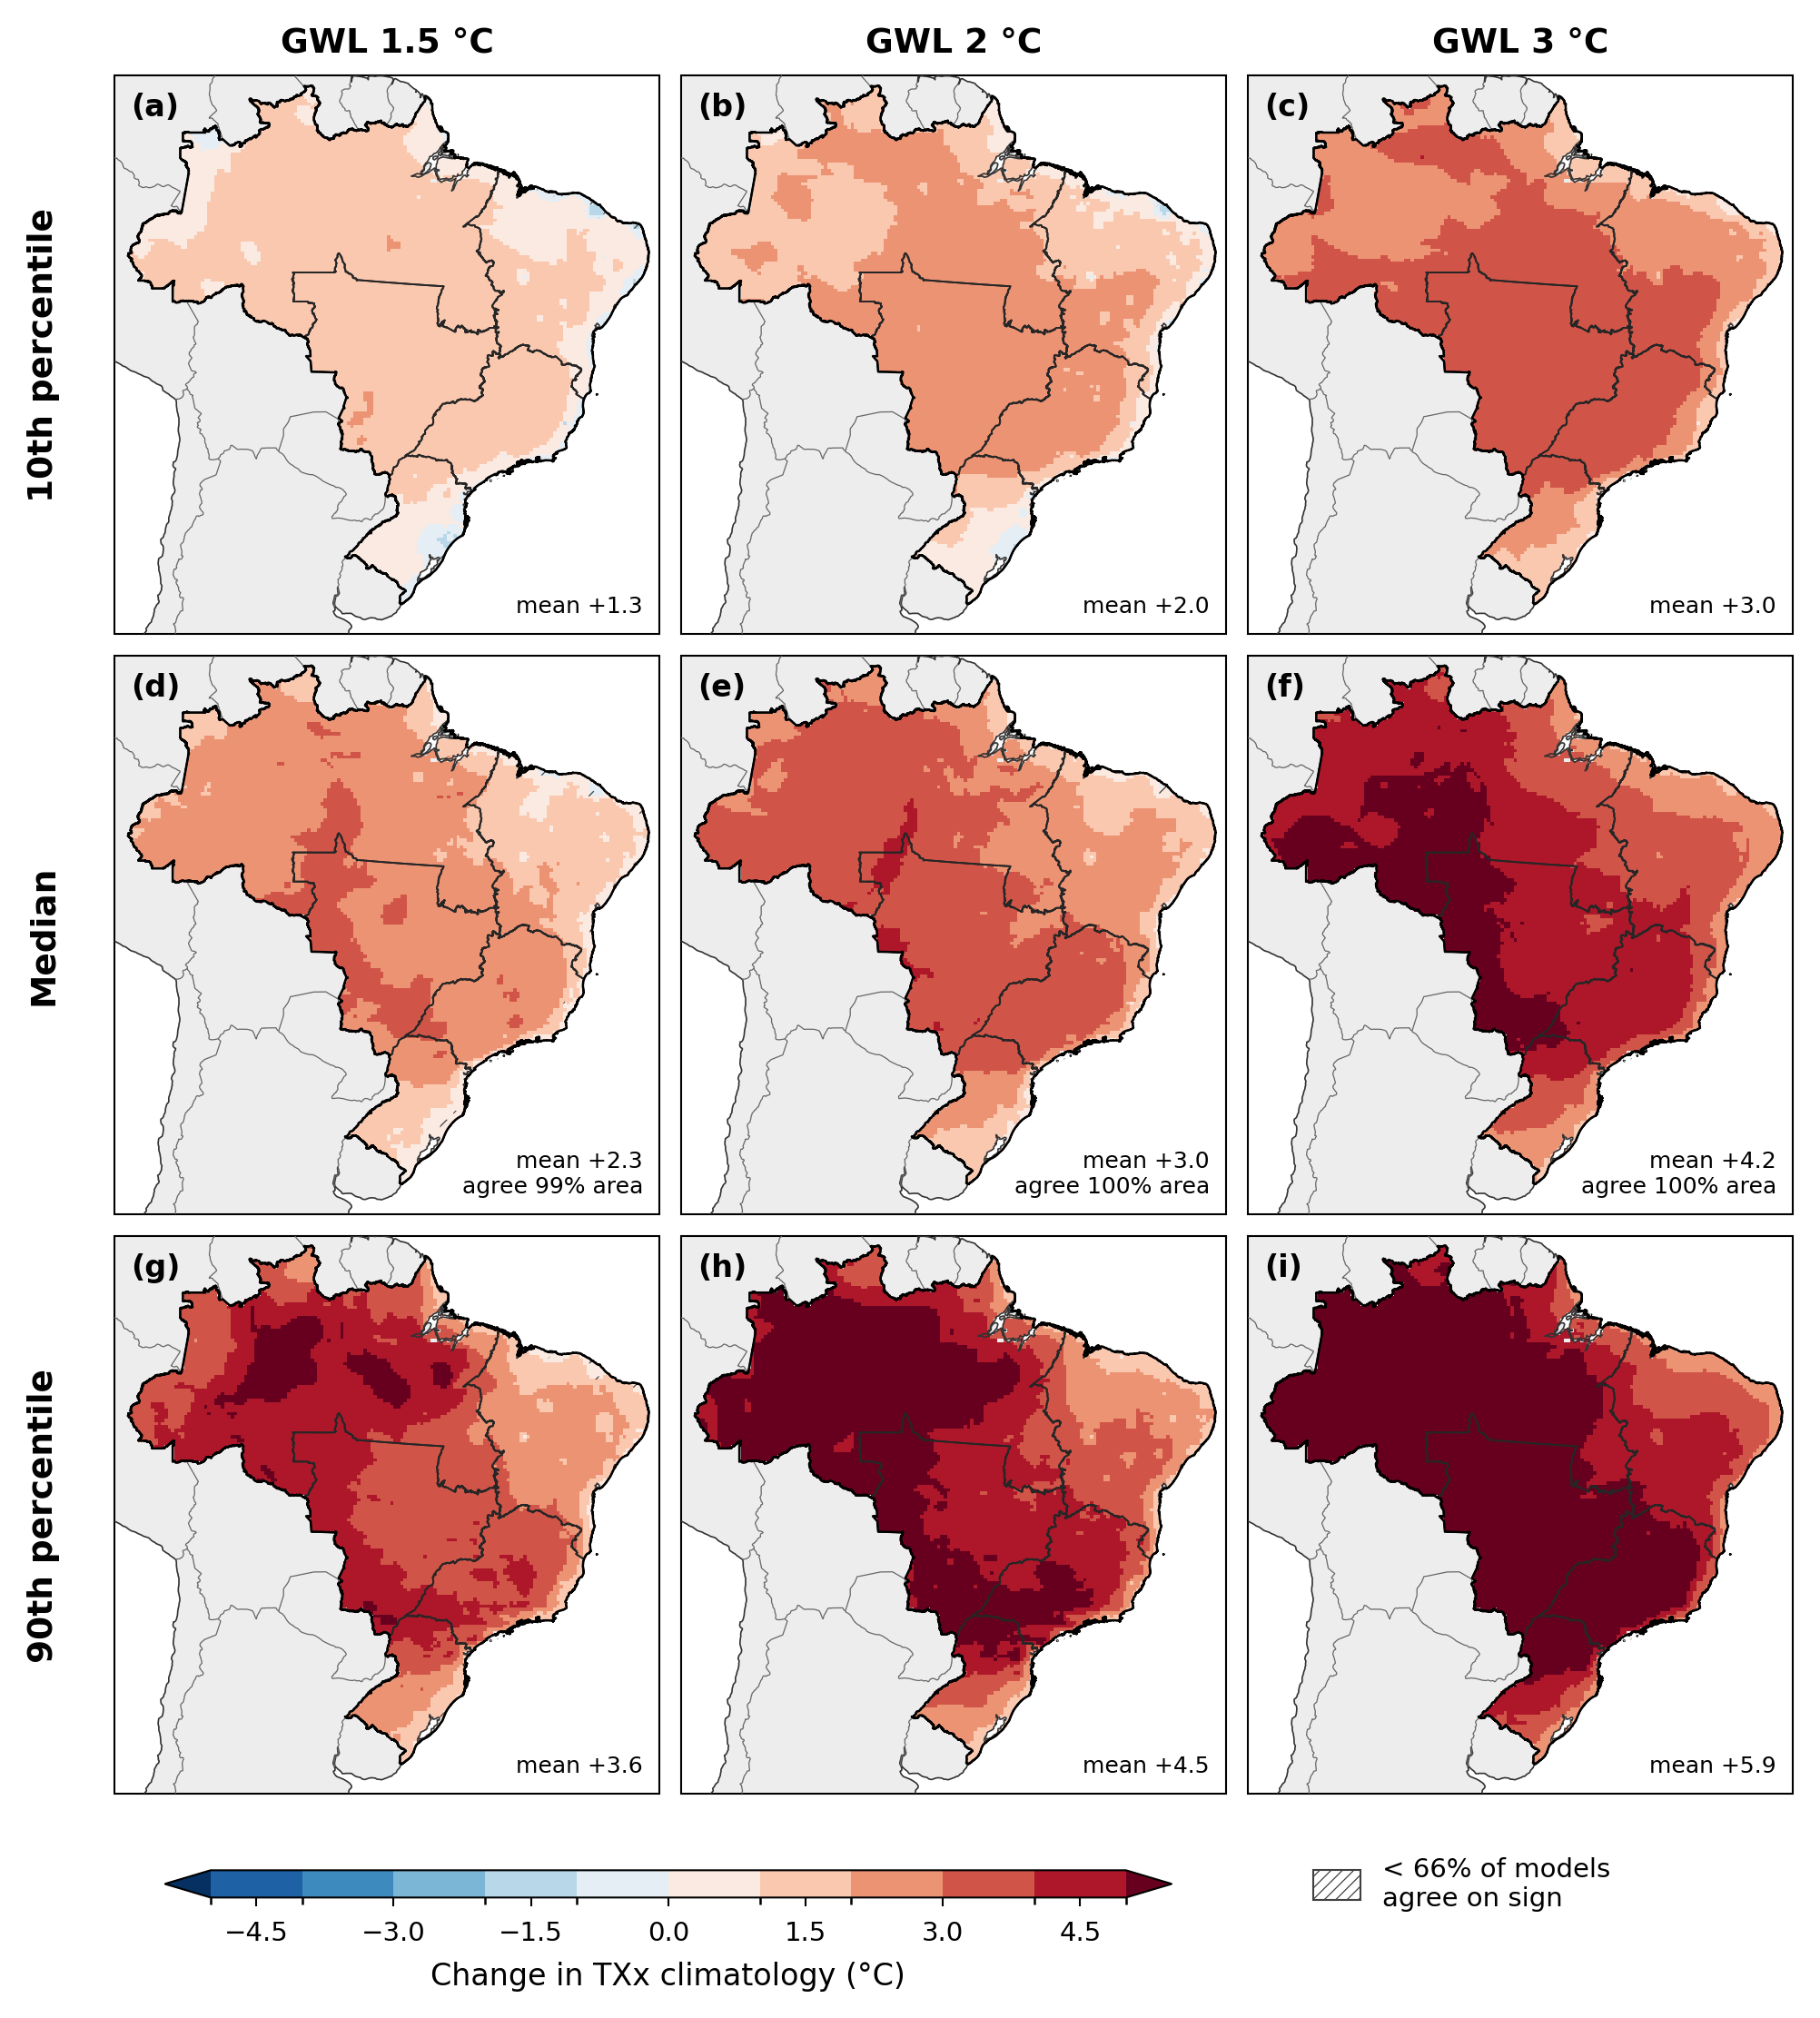 GWL 1.5 °C
GWL 2 °C
GWL 3 °C
10th percentile
(a)
mean +1.3
(b)
mean +2.0
(c)
mean +3.0
Median
(d)
mean +2.3
agree 99% area
(e)
mean +3.0
agree 100% area
(f)
mean +4.2
agree 100% area
90th percentile
(g)
mean +3.6
(h)
mean +4.5
(i)
mean +5.9
−4.5
−3.0
−1.5
0.0
1.5
3.0
4.5
Change in TXx climatology (°C)
< 66% of models
agree on sign